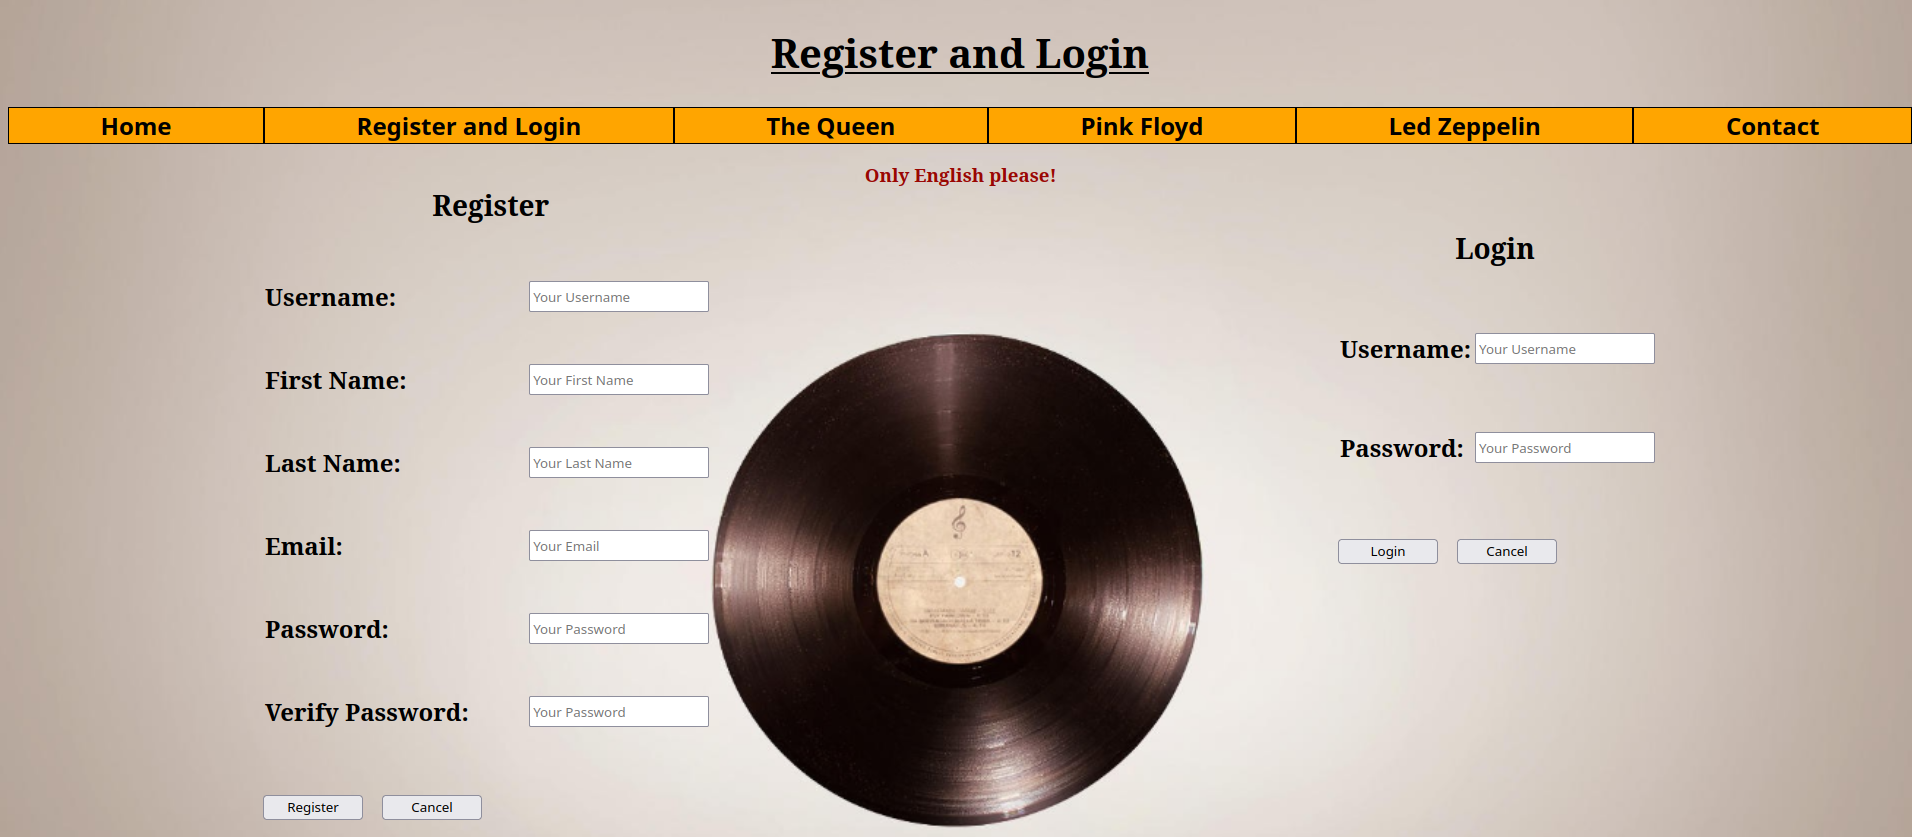 Register and Login
Home Register and Login The Queen Pink Floyd Led Zeppelin Contact
Only English please!
Register
Username: Your Username
First Name: Your First Name
Last Name: Your Last Name
Email: Your Email
Password: Your Password
Verify Password: Your Password
Register Cancel
Login
Username: Your Username
Password: Your Password
Login Cancel